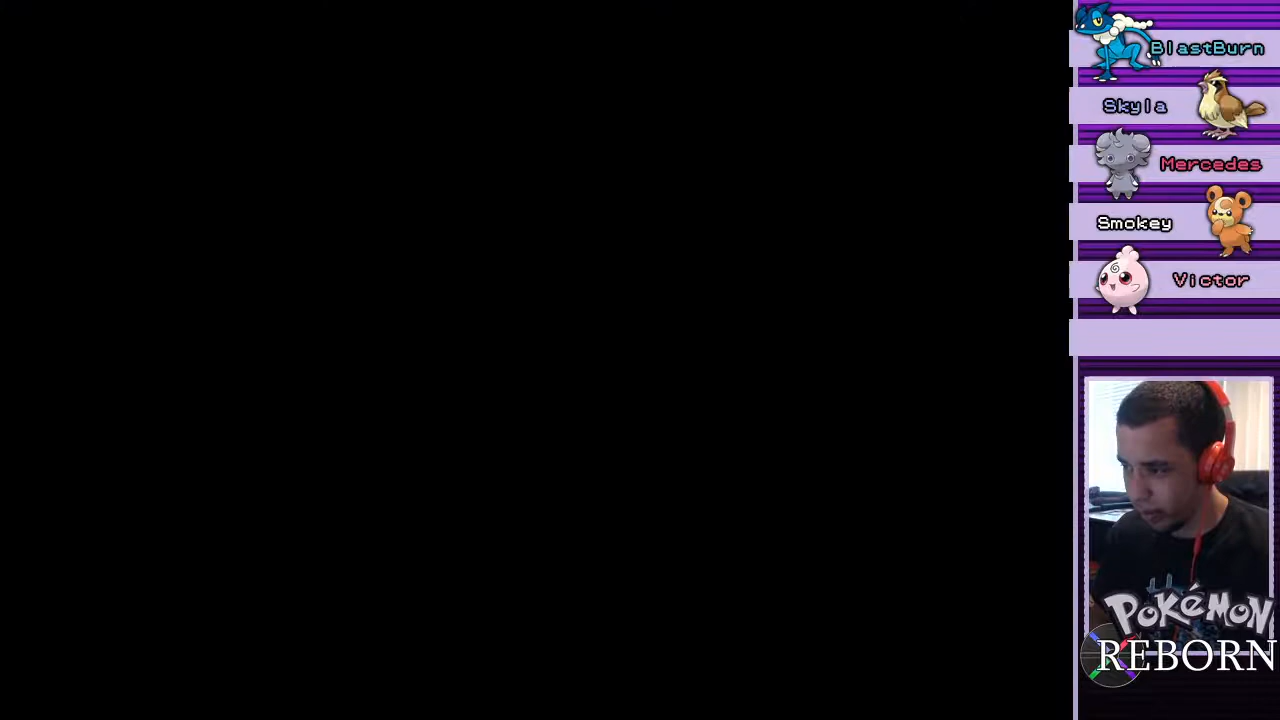 BlastBurn
Skyla
Mercedes
Smokey
Victor
POKéMON
REBORN